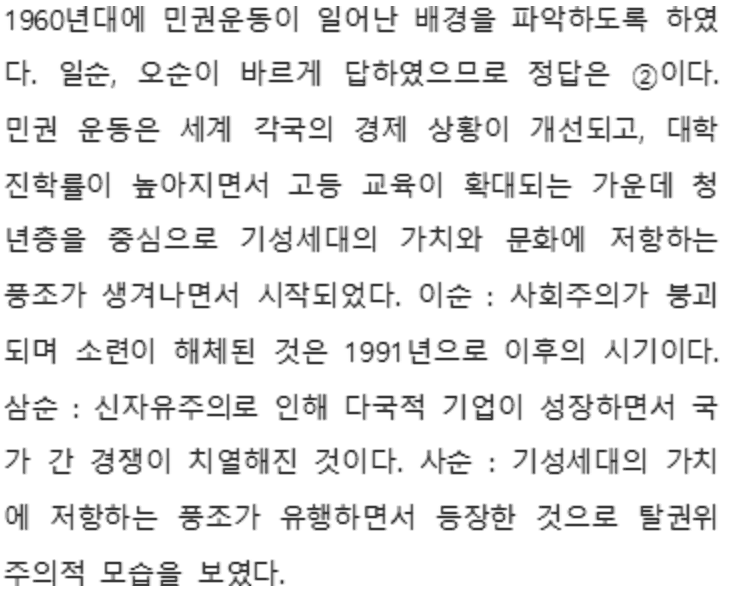 1960년대에 민권운동이 일어난 배경을 파악하도록 하였
다. 일순, 오순이 바르게 답하였으므로 정답은 ②이다.
민권 운동은 세계 각국의 경제 상황이 개선되고, 대학
진학률이 높아지면서 고등 교육이 확대되는 가운데 청
년층을 중심으로 기성세대의 가치와 문화에 저항하는
풍조가 생겨나면서 시작되었다. 이순 : 사회주의가 붕괴
되며 소련이 해체된 것은 1991년으로 이후의 시기이다.
삼순 : 신자유주의로 인해 다국적 기업이 성장하면서 국
가 간 경쟁이 치열해진 것이다. 사순 : 기성세대의 가치
에 저항하는 풍조가 유행하면서 등장한 것으로 탈권위
주의적 모습을 보였다.